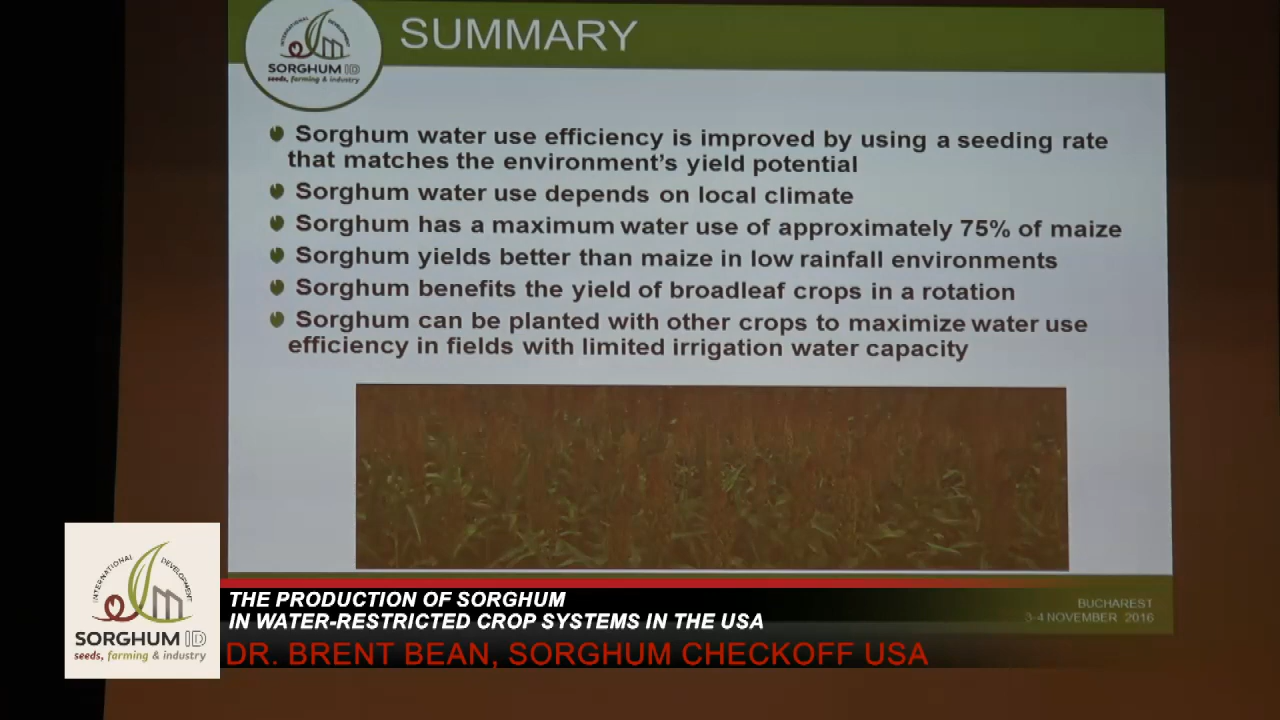 INTERNATIONAL DEVELOPMENT
SORGHUM ID
seeds, farming & industry
SUMMARY
Sorghum water use efficiency is improved by using a seeding rate
that matches the environment's yield potential
Sorghum water use depends on local climate
Sorghum has a maximum water use of approximately 75% of maize
Sorghum yields better than maize in low rainfall environments
Sorghum benefits the yield of broadleaf crops in a rotation
Sorghum can be planted with other crops to maximize water use
efficiency in fields with limited irrigation water capacity
BUCHAREST
3-4 NOVEMBER 2016
INTERNATIONAL DEVELOPMENT
SORGHUM ID
seeds, farming & industry
THE PRODUCTION OF SORGHUM
IN WATER-RESTRICTED CROP SYSTEMS IN THE USA
DR. BRENT BEAN, SORGHUM CHECKOFF USA